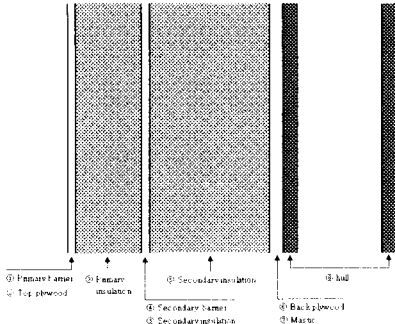 ① Primary barrier
② Top plywood
③ Primary
insulation
④ Secondary barrier
⑤ Secondary insulation
⑤ Secondary insulation
⑥ Back plywood
⑦ Mastic
⑧ hull